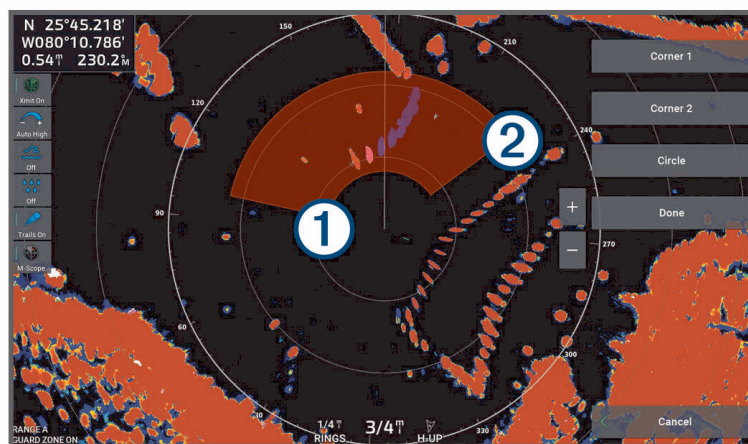 N 25°45.218'
W080°10.786'
0.54 230.2°M
Xmit On
Auto High
Off
Off
Trails On
M-Scope
150
210
120
240
90
270
60
300
30
330
1
2
Corner 1
Corner 2
Circle
Done
+
−
Cancel
RANGE A
GUARD ZONE ON
1/4
RINGS
3/4
H-UP